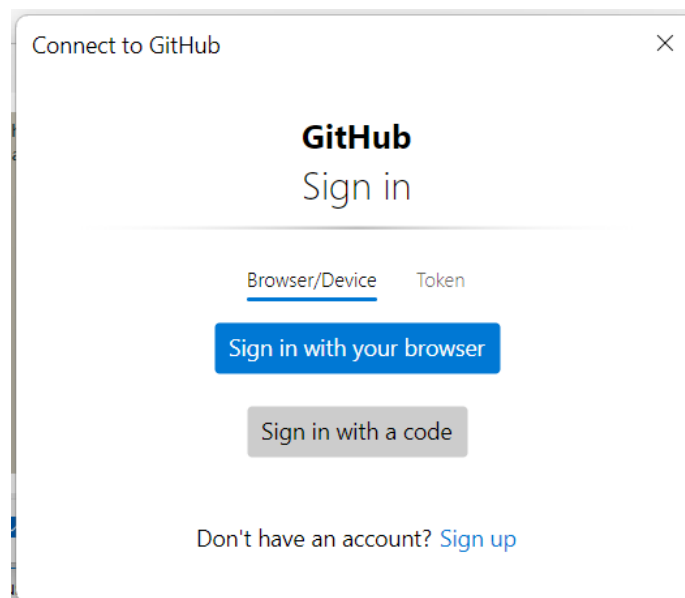 Connect to GitHub
GitHub
Sign in
Browser/Device Token
Sign in with your browser
Sign in with a code
Don't have an account? Sign up